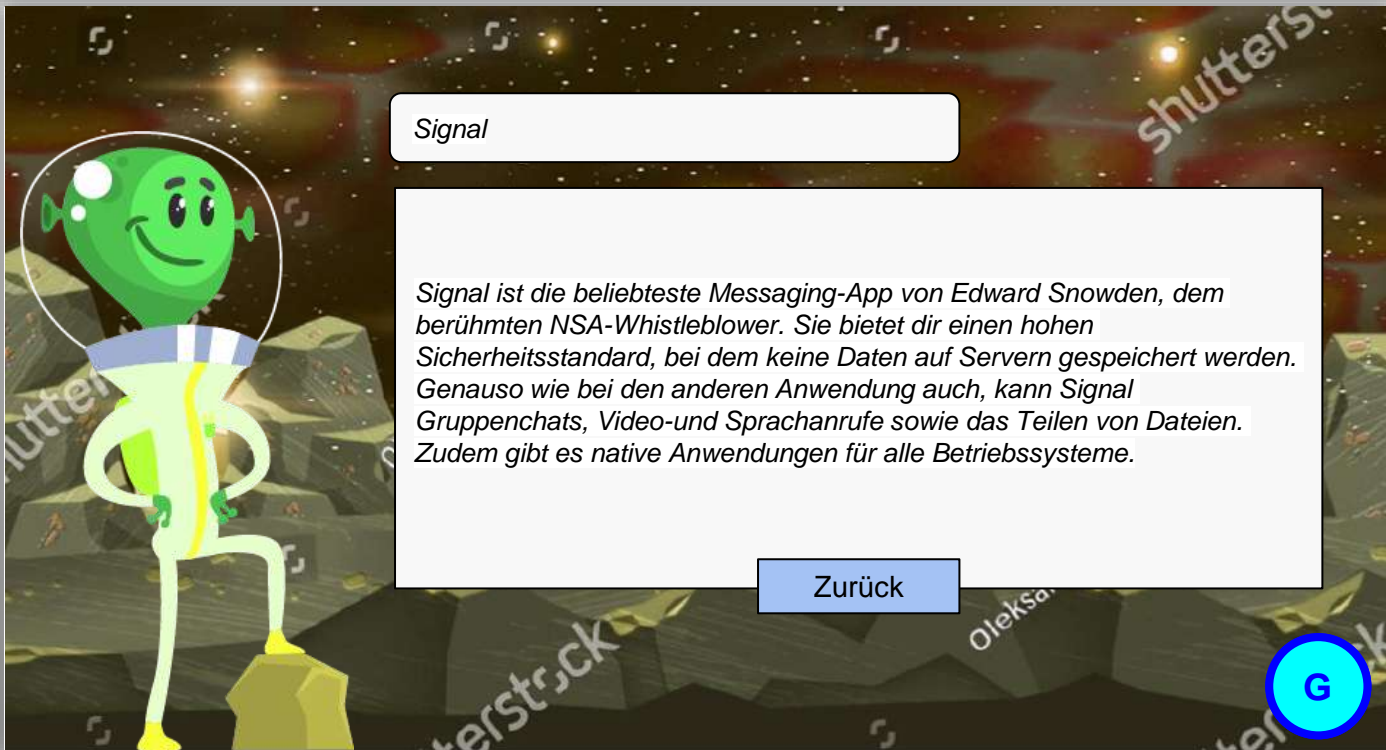 shutterstock
Signal
Signal ist die beliebteste Messaging-App von Edward Snowden, dem
berühmten NSA-Whistleblower. Sie bietet dir einen hohen
Sicherheitsstandard, bei dem keine Daten auf Servern gespeichert werden.
Genauso wie bei den anderen Anwendung auch, kann Signal
Gruppenchats, Video-und Sprachanrufe sowie das Teilen von Dateien.
Zudem gibt es native Anwendungen für alle Betriebssysteme.
Zurück
G